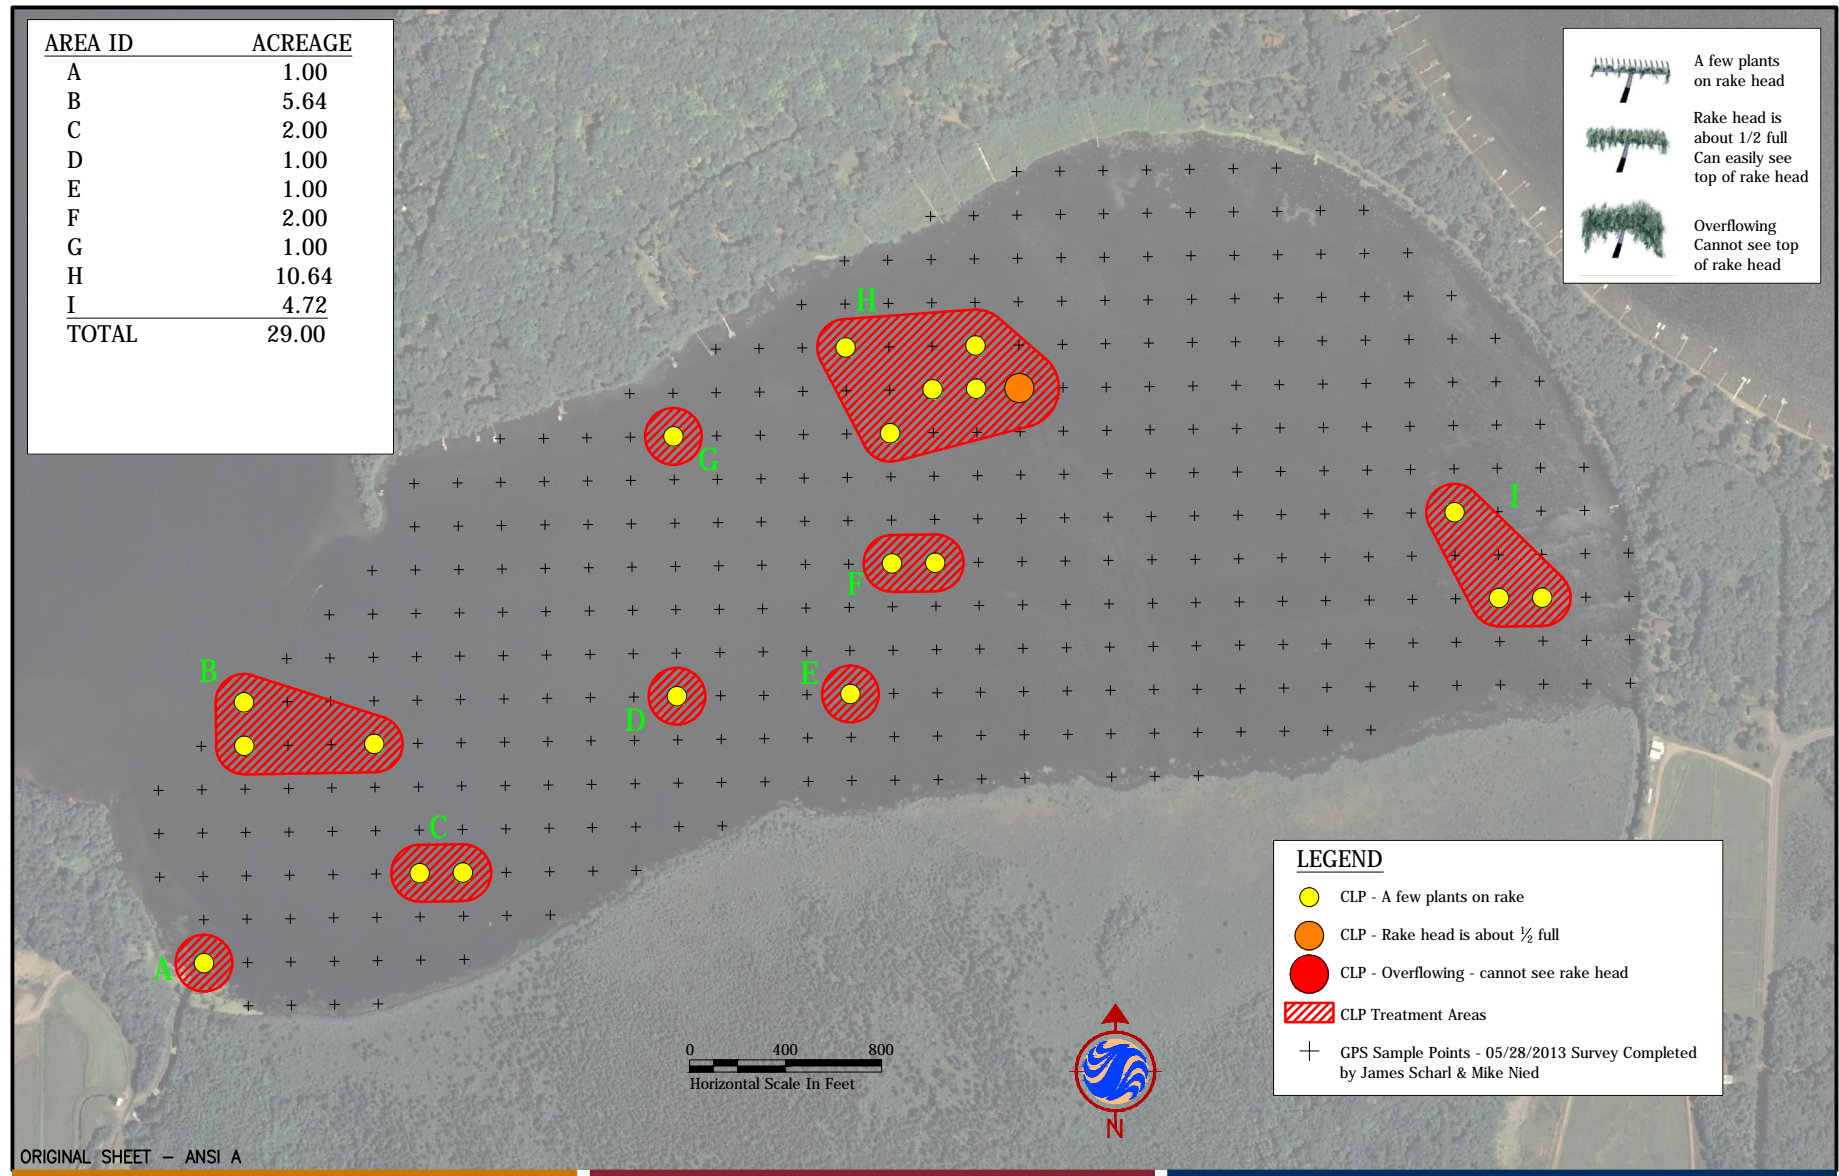 AREA ID ACREAGE
A 1.00
B 5.64
C 2.00
D 1.00
E 1.00
F 2.00
G 1.00
H 10.64
I 4.72
TOTAL 29.00
A few plants
on rake head
Rake head is
about 1/2 full
Can easily see
top of rake head
Overflowing
Cannot see top
of rake head
H
G
I
F
B
E
D
C
A
LEGEND
CLP - A few plants on rake
CLP - Rake head is about ½ full
CLP - Overflowing - cannot see rake head
CLP Treatment Areas
GPS Sample Points - 05/28/2013 Survey Completed
by James Scharl & Mike Nied
0 400 800
Horizontal Scale In Feet
N
ORIGINAL SHEET - ANSI A